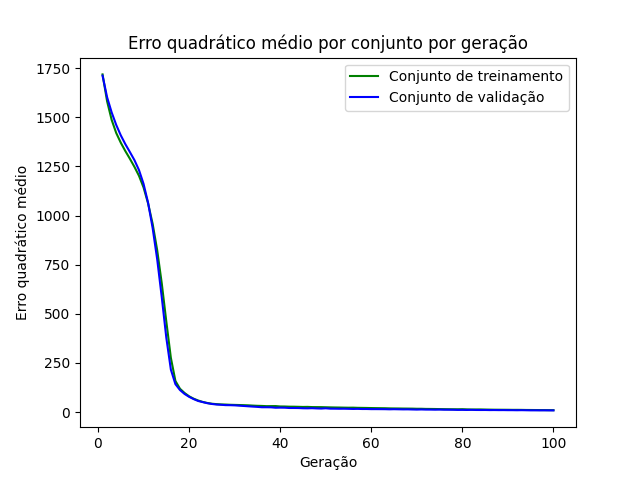 Erro quadrático médio por conjunto por geração
Conjunto de treinamento
Conjunto de validação
Erro quadrático médio
1750
1500
1250
1000
750
500
250
0
0 20 40 60 80 100
Geração